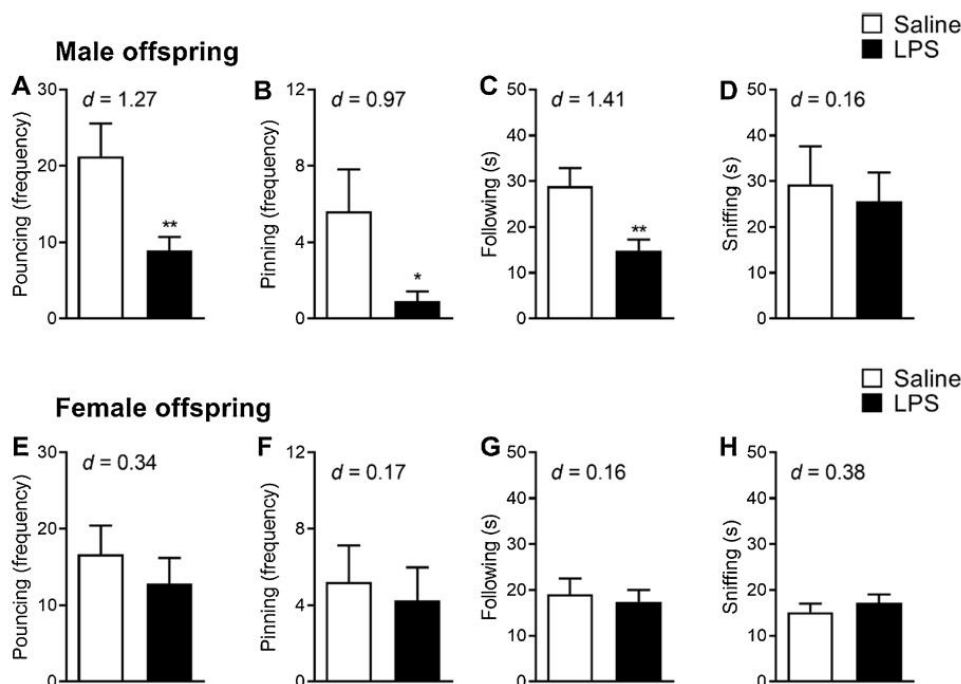 Saline
LPS
Male offspring
A
d = 1.27
Pouncing (frequency)
30
20
10
0
**
B
d = 0.97
Pinning (frequency)
12
8
4
0
*
C
d = 1.41
Following (s)
50
40
30
20
10
0
**
D
d = 0.16
Sniffing (s)
50
40
30
20
10
0
Saline
LPS
Female offspring
E
d = 0.34
Pouncing (frequency)
30
20
10
0
F
d = 0.17
Pinning (frequency)
12
8
4
0
G
d = 0.16
Following (s)
50
40
30
20
10
0
H
d = 0.38
Sniffing (s)
50
40
30
20
10
0